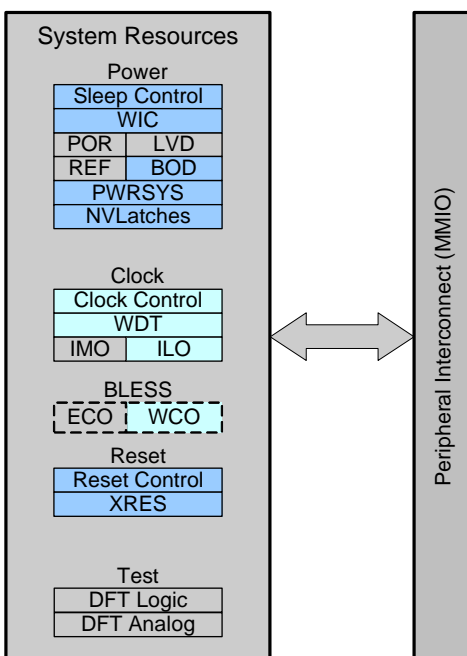 System Resources
Power
Sleep Control
WIC
POR LVD
REF BOD
PWRSYS
NVLatches
Clock
Clock Control
WDT
IMO ILO
BLESS
ECO WCO
Reset
Reset Control
XRES
Test
DFT Logic
DFT Analog
Peripheral Interconnect (MMIO)